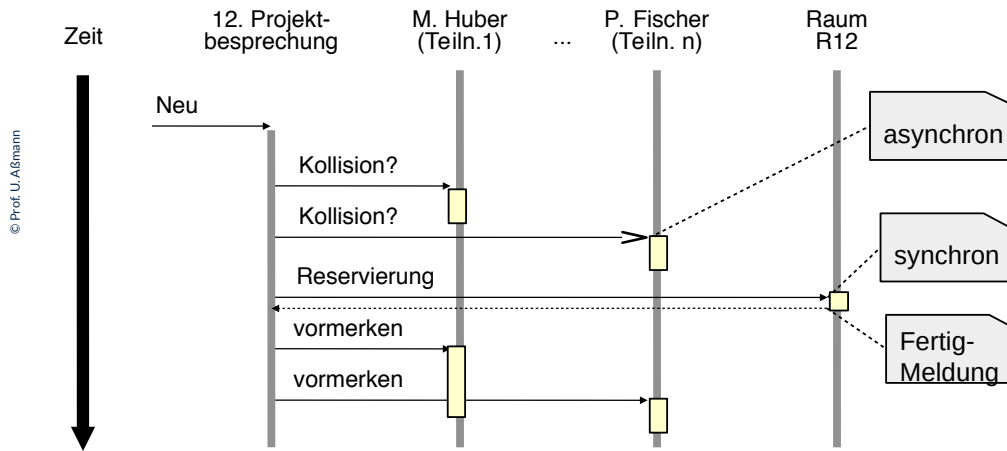 Zeit
12. Projekt-
besprechung
M. Huber
(Teiln.1)
...
P. Fischer
(Teiln. n)
Raum
R12
Neu
asynchron
Kollision?
Kollision?
synchron
Reservierung
vormerken
Fertig-
Meldung
vormerken
© Prof. U. Aßmann